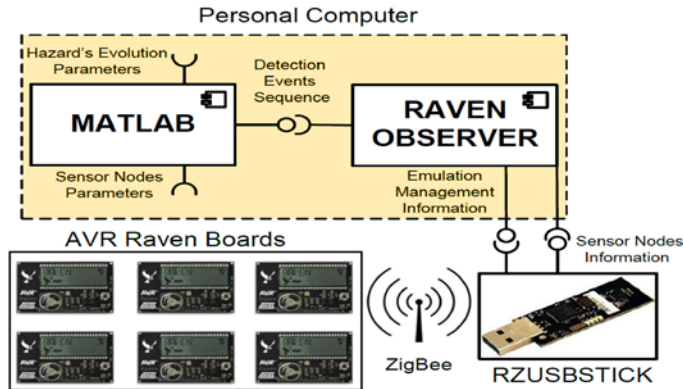 Personal Computer
Hazard's Evolution
Parameters
Detection
Events
Sequence
MATLAB
RAVEN
OBSERVER
Sensor Nodes
Parameters
Emulation
Management
Information
AVR Raven Boards
Sensor Nodes
Information
ZigBee
RZUSBSTICK